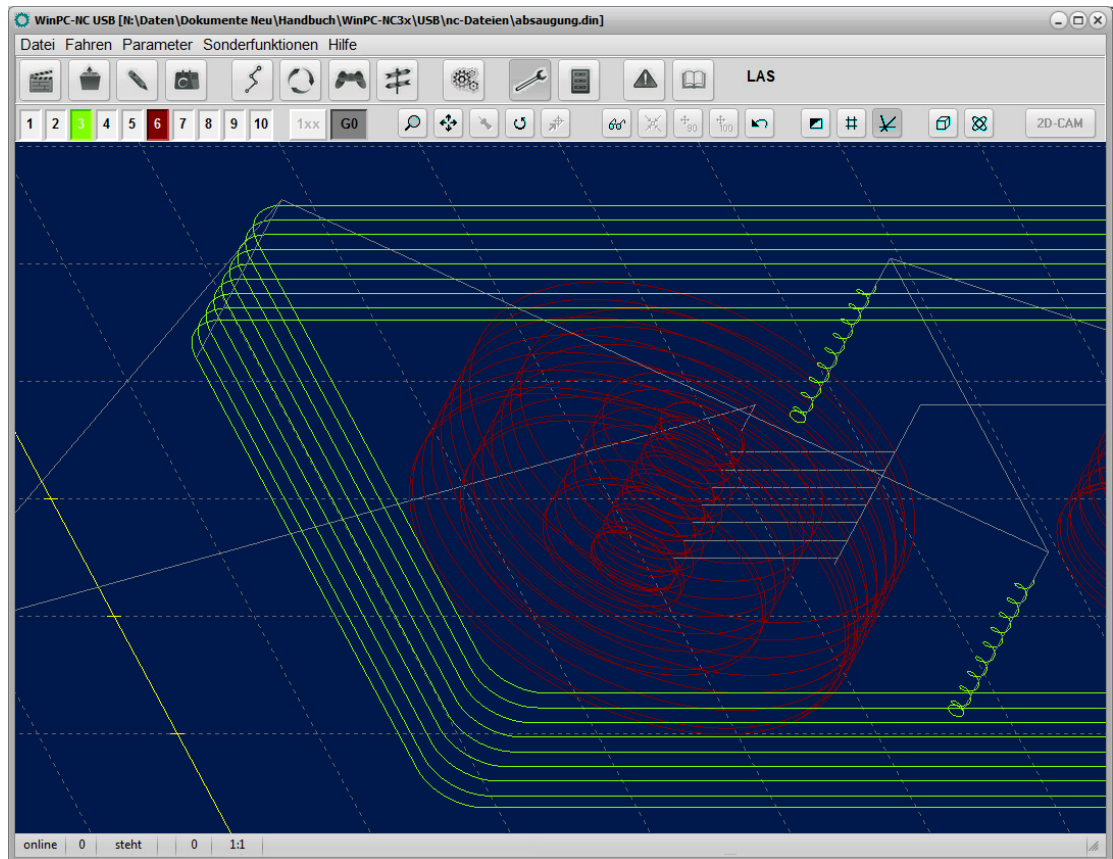 WinPC-NC USB [N:\Daten\Dokumente Neu\Handbuch\WinPC-NC3x\USB\nc-Dateien\absaugung.din]
Datei Fahren Parameter Sonderfunktionen Hilfe
LAS
1 2 3 4 5 6 7 8 9 10 1xx G0 90 100 2D-CAM
online 0 steht 0 1:1